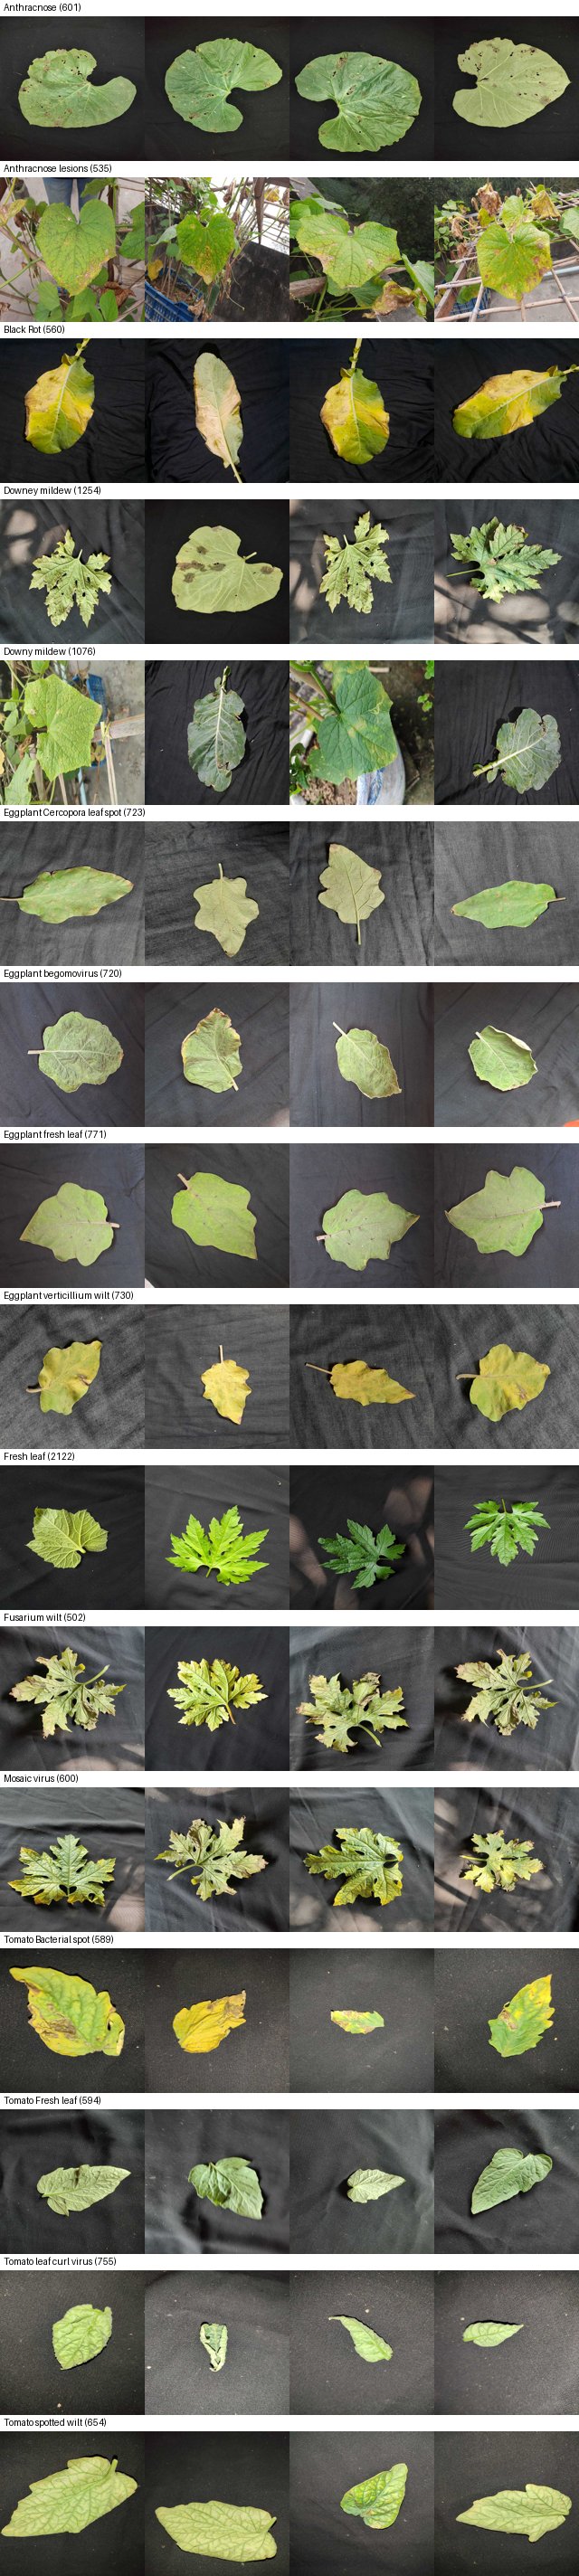 Anthracnose (601)
Anthracnose lesions (535)
Black Rot (560)
Downey mildew (1254)
Downy mildew (1076)
Eggplant Cercopora leaf spot (723)
Eggplant begomovirus (720)
Eggplant fresh leaf (771)
Eggplant verticillium wilt (730)
Fresh leaf (2122)
Fusarium wilt (502)
Mosaic virus (600)
Tomato Bacterial spot (589)
Tomato Fresh leaf (594)
Tomato leaf curl virus (755)
Tomato spotted wilt (654)